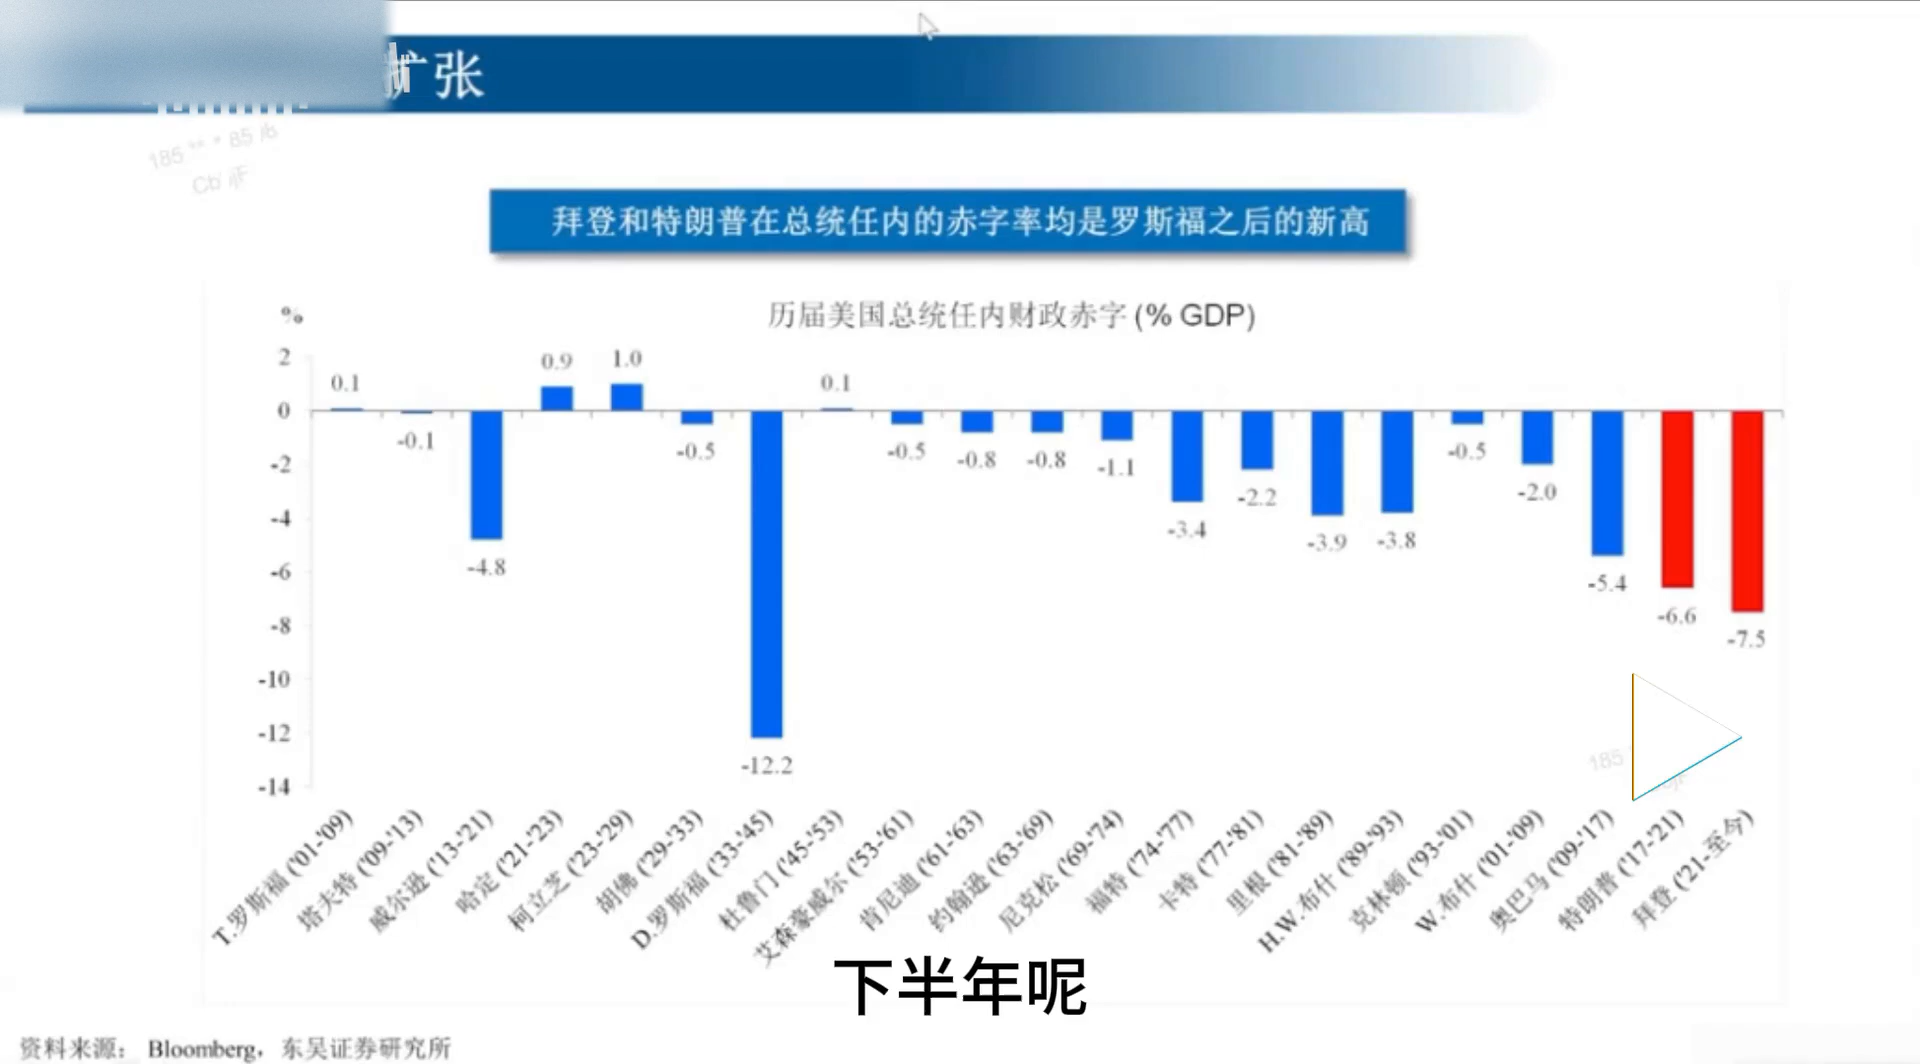 扩张
拜登和特朗普在总统任内的赤字率均是罗斯福之后的新高
历届美国总统任内财政赤字 (% GDP)
%
2
0
-2
-4
-6
-8
-10
-12
-14
0.1
-0.1
-4.8
0.9
1.0
-0.5
-12.2
0.1
-0.5
-0.8
-0.8
-1.1
-3.4
-2.2
-3.9
-3.8
-0.5
-2.0
-5.4
-6.6
-7.5
T.罗斯福 ('01-'09)
塔夫特 ('09-'13)
威尔逊 ('13-'21)
哈定 ('21-'23)
柯立芝 ('23-'29)
胡佛 ('29-'33)
D.罗斯福 ('33-'45)
杜鲁门 ('45-'53)
艾森豪威尔 ('53-'61)
肯尼迪 ('61-'63)
约翰逊 ('63-'69)
尼克松 ('69-'74)
福特 ('74-'77)
卡特 ('77-'81)
里根 ('81-'89)
H.W.布什 ('89-'93)
克林顿 ('93-'01)
W.布什 ('01-'09)
奥巴马 ('09-'17)
特朗普 ('17-'21)
拜登 ('21-至今)
下半年呢
资料来源： Bloomberg，东吴证券研究所